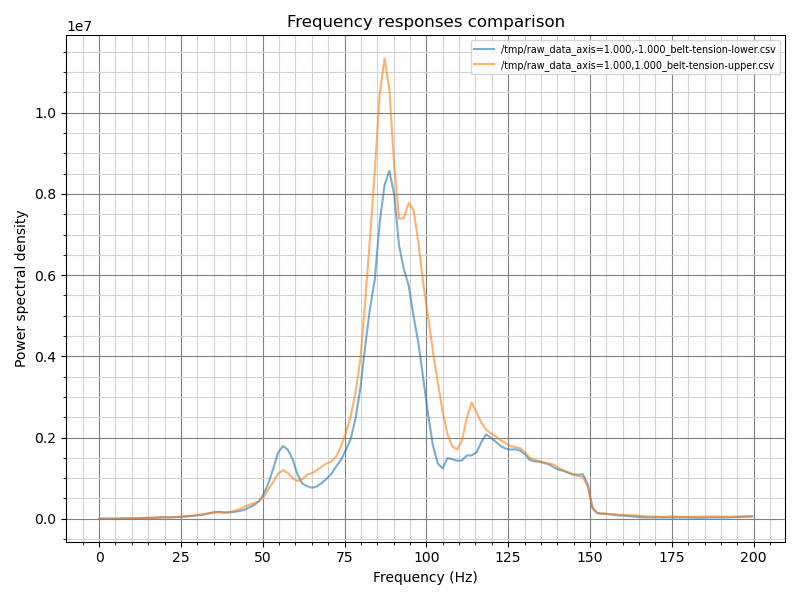 Frequency responses comparison
1e7
/tmp/raw_data_axis=1.000,-1.000_belt-tension-lower.csv
/tmp/raw_data_axis=1.000,1.000_belt-tension-upper.csv
1.0
0.8
0.6
0.4
0.2
0.0
Power spectral density
0 25 50 75 100 125 150 175 200
Frequency (Hz)